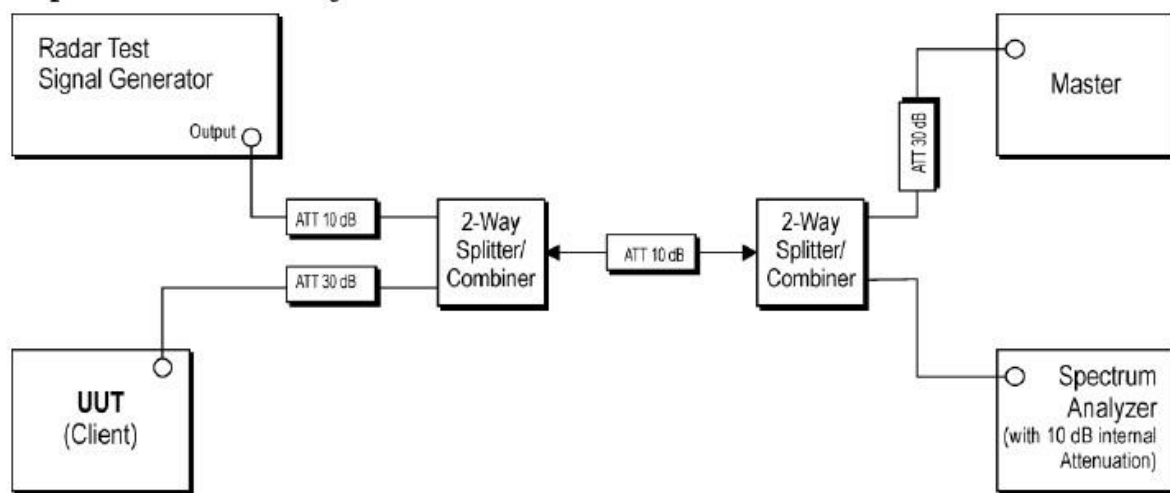 Radar Test
Signal Generator
Output
ATT 10 dB
ATT 30 dB
2-Way
Splitter/
Combiner
ATT 10 dB
2-Way
Splitter/
Combiner
ATT 30 dB
Master
UUT
(Client)
Spectrum
Analyzer
(with 10 dB internal
Attenuation)